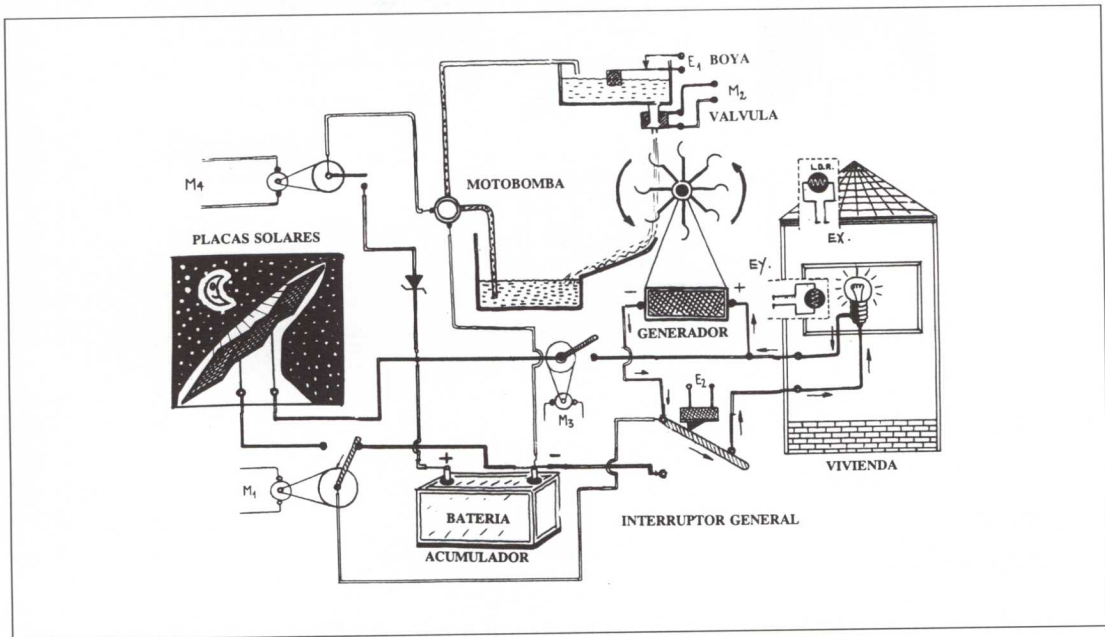 E1 BOYA
M2
VALVULA
L.D.R.
M4
MOTOBOMBA
EX.
PLACAS SOLARES
EY.
- +
GENERADOR
E2
M3
VIVIENDA
+ -
M1
BATERIA
INTERRUPTOR GENERAL
ACUMULADOR